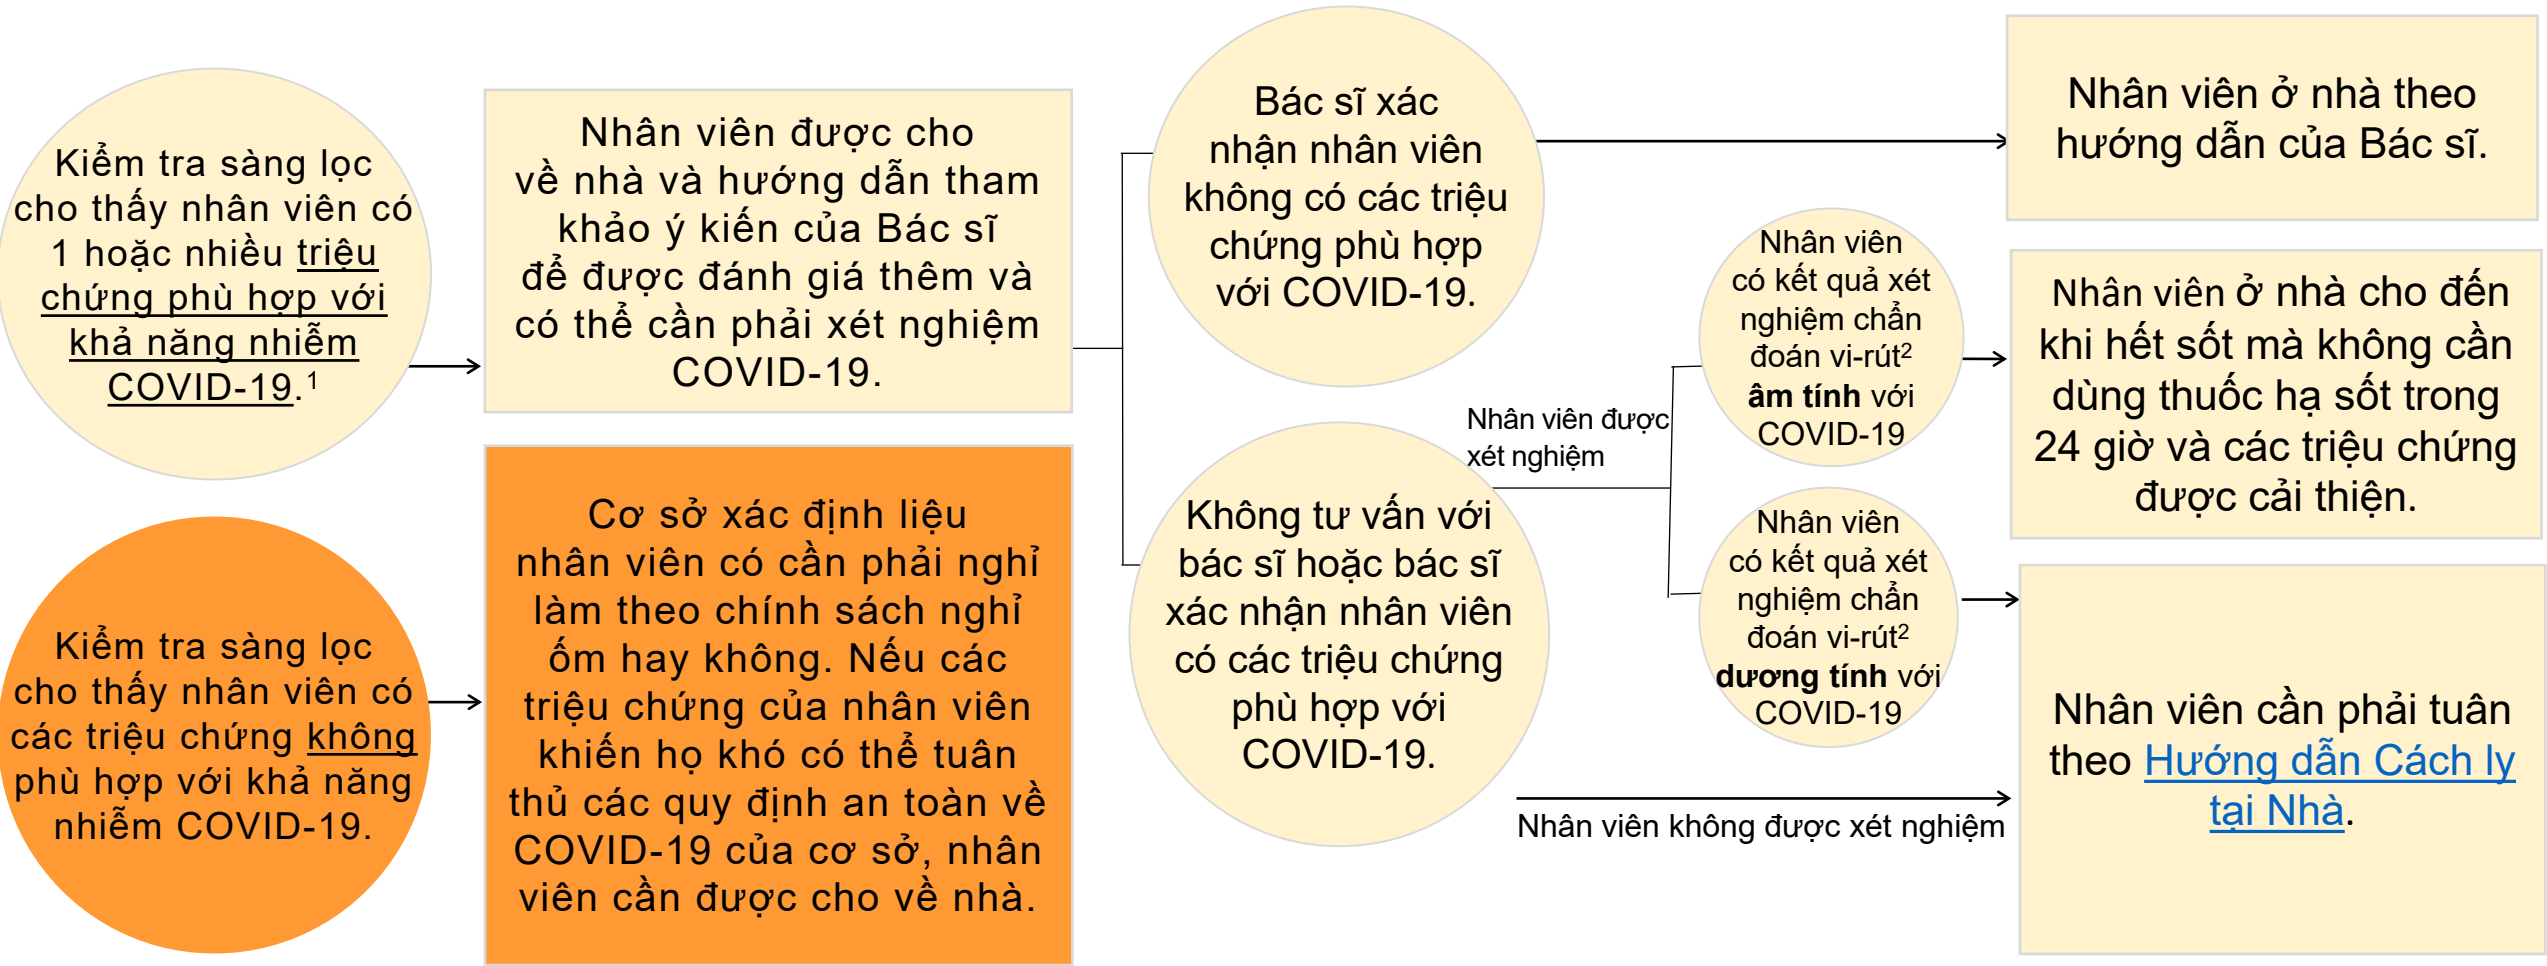 Kiểm tra sàng lọc
cho thấy nhân viên có
1 hoặc nhiều triệu
chứng phù hợp với
khả năng nhiễm
COVID-19.1
Nhân viên được cho
về nhà và hướng dẫn tham
khảo ý kiến của Bác sĩ
để được đánh giá thêm và
có thể cần phải xét nghiệm
COVID-19.
Bác sĩ xác
nhận nhân viên
không có các triệu
chứng phù hợp
với COVID-19.
Nhân viên ở nhà theo
hướng dẫn của Bác sĩ.
Không tư vấn với
bác sĩ hoặc bác sĩ
xác nhận nhân viên
có các triệu chứng
phù hợp với
COVID-19.
Nhân viên được
xét nghiệm
Nhân viên
có kết quả xét
nghiệm chẩn
đoán vi-rút2
âm tính với
COVID-19
Nhân viên ở nhà cho đến
khi hết sốt mà không cần
dùng thuốc hạ sốt trong
24 giờ và các triệu chứng
được cải thiện.
Nhân viên
có kết quả xét
nghiệm chẩn
đoán vi-rút2
dương tính với
COVID-19
Nhân viên không được xét nghiệm
Nhân viên cần phải tuân
theo Hướng dẫn Cách ly
tại Nhà.
Kiểm tra sàng lọc
cho thấy nhân viên có
các triệu chứng không
phù hợp với khả năng
nhiễm COVID-19.
Cơ sở xác định liệu
nhân viên có cần phải nghỉ
làm theo chính sách nghỉ
ốm hay không. Nếu các
triệu chứng của nhân viên
khiến họ khó có thể tuân
thủ các quy định an toàn về
COVID-19 của cơ sở, nhân
viên cần được cho về nhà.